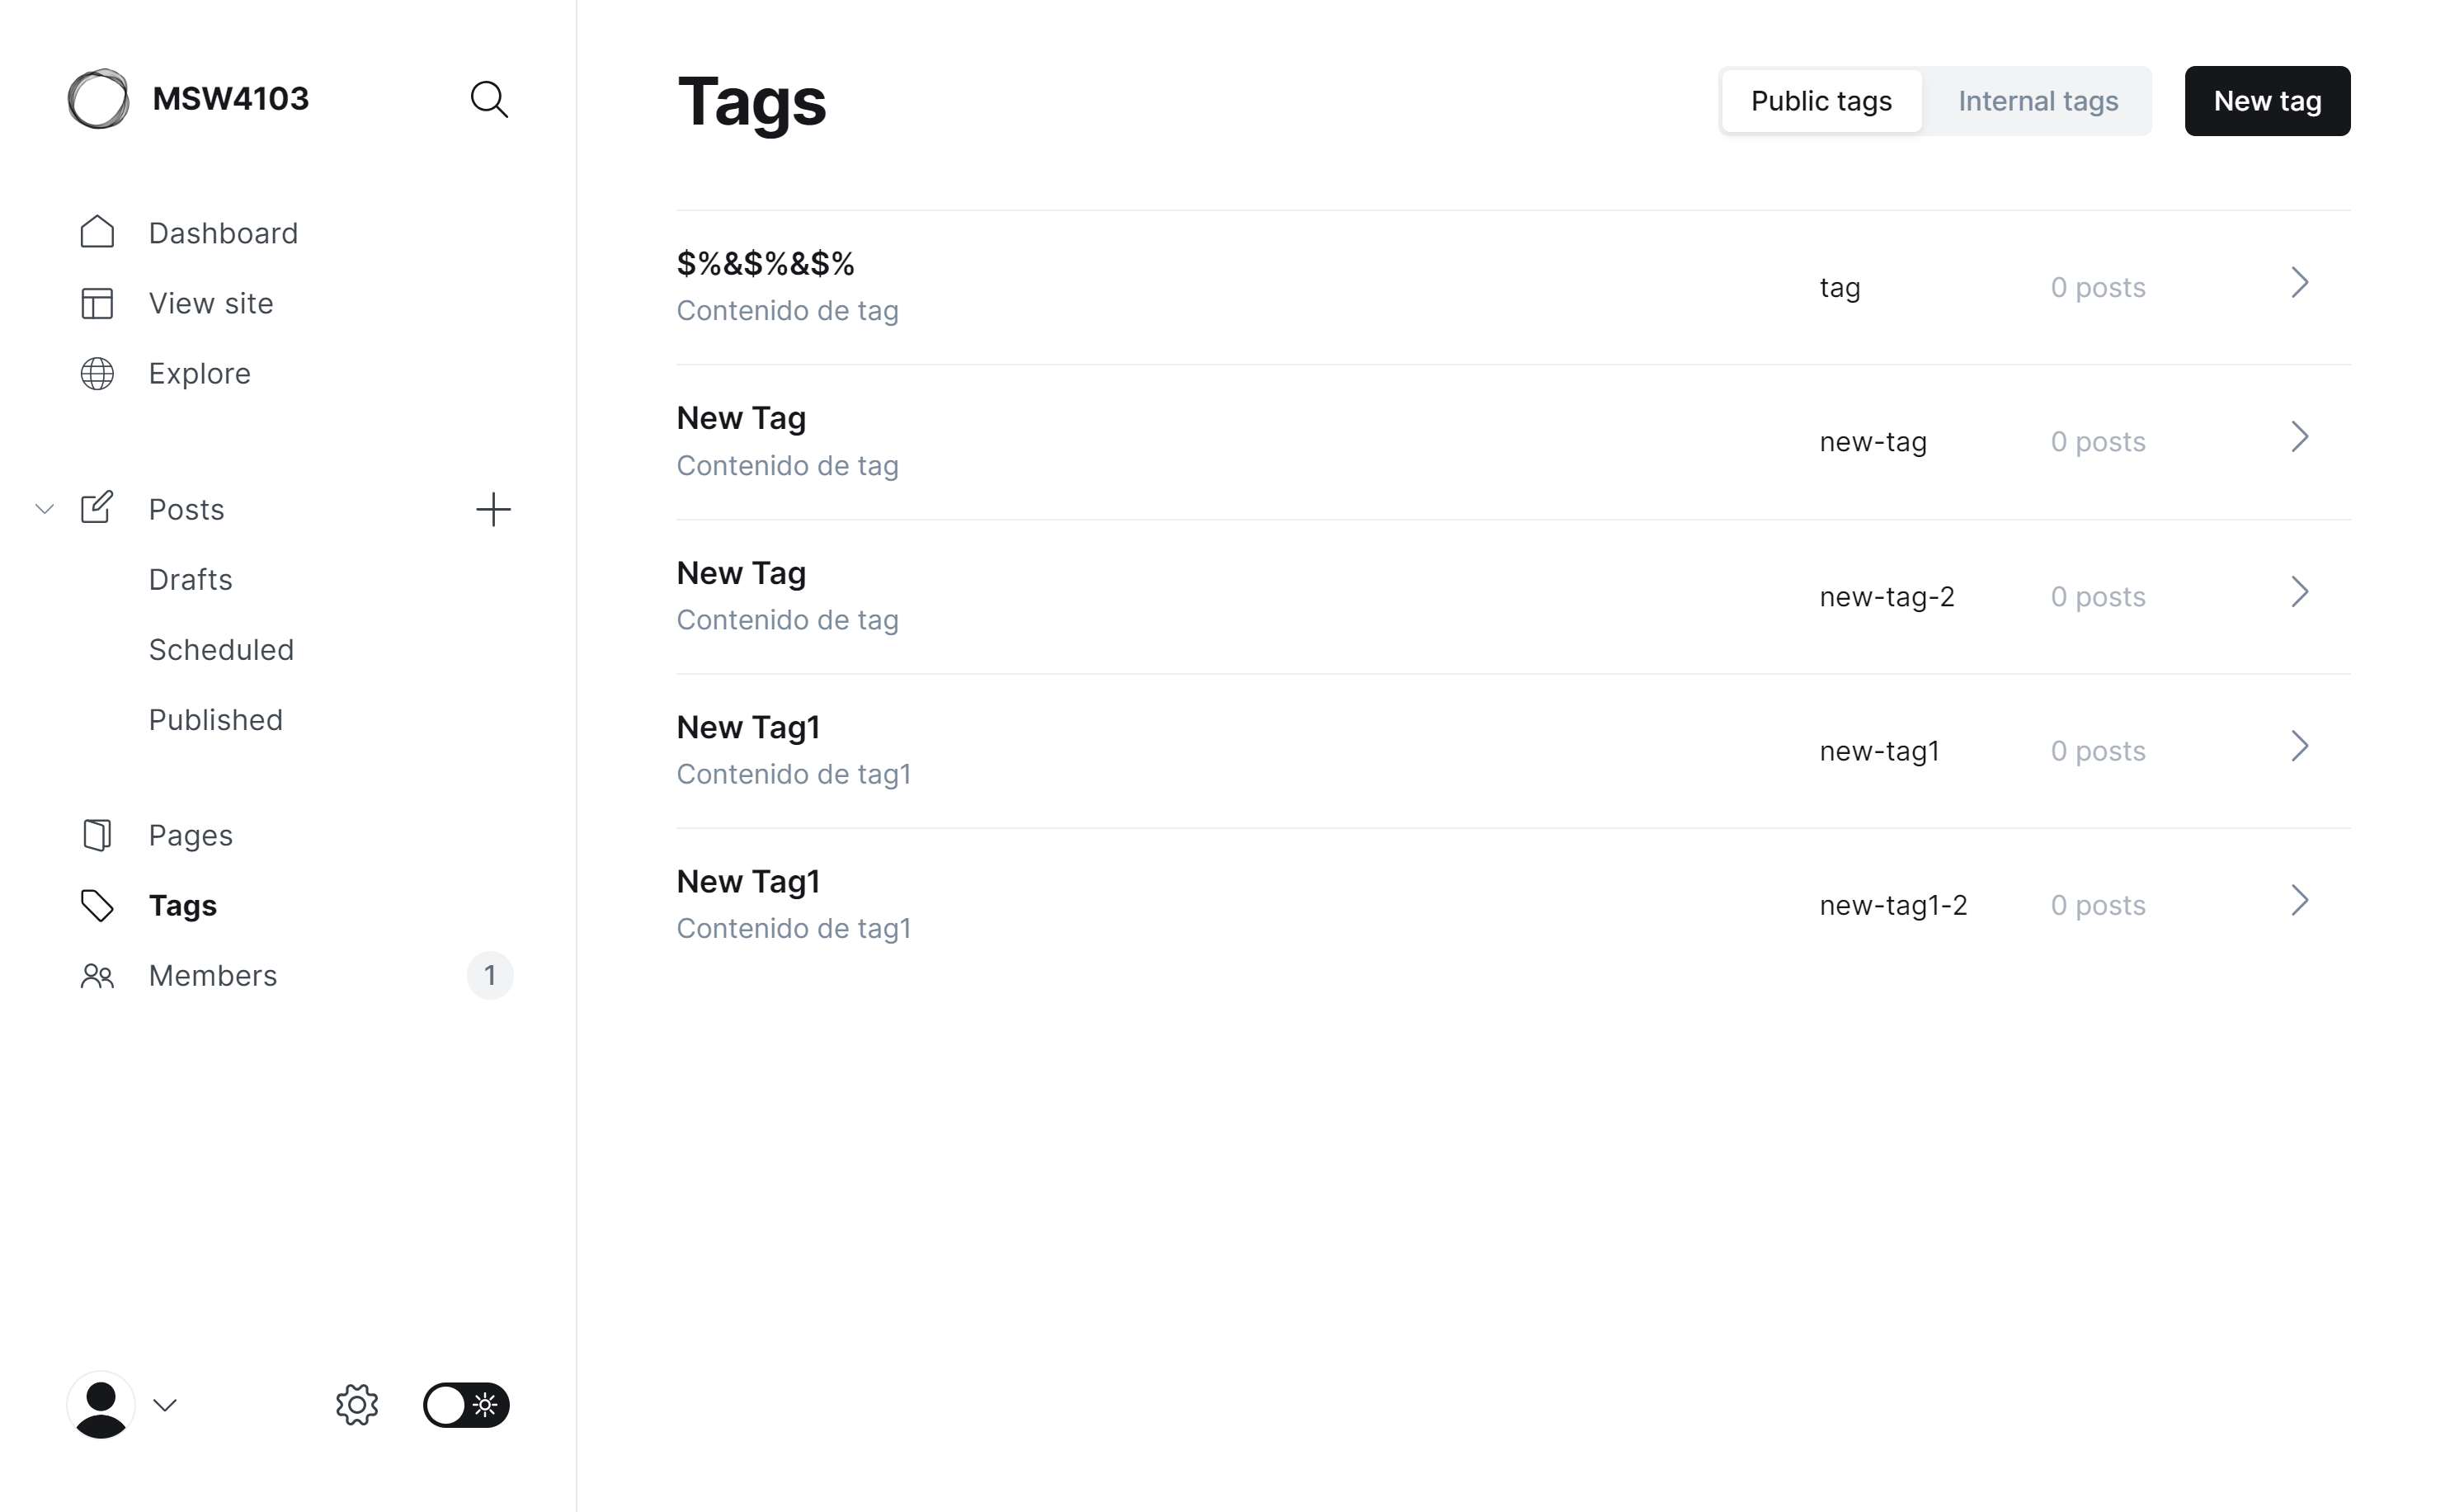 MSW4103
Dashboard
View site
Explore
Posts
Drafts
Scheduled
Published
Pages
Tags
Members 1
Tags
Public tags Internal tags New tag
$%&$%&$%
Contenido de tag
tag 0 posts
New Tag
Contenido de tag
new-tag 0 posts
New Tag
Contenido de tag
new-tag-2 0 posts
New Tag1
Contenido de tag1
new-tag1 0 posts
New Tag1
Contenido de tag1
new-tag1-2 0 posts